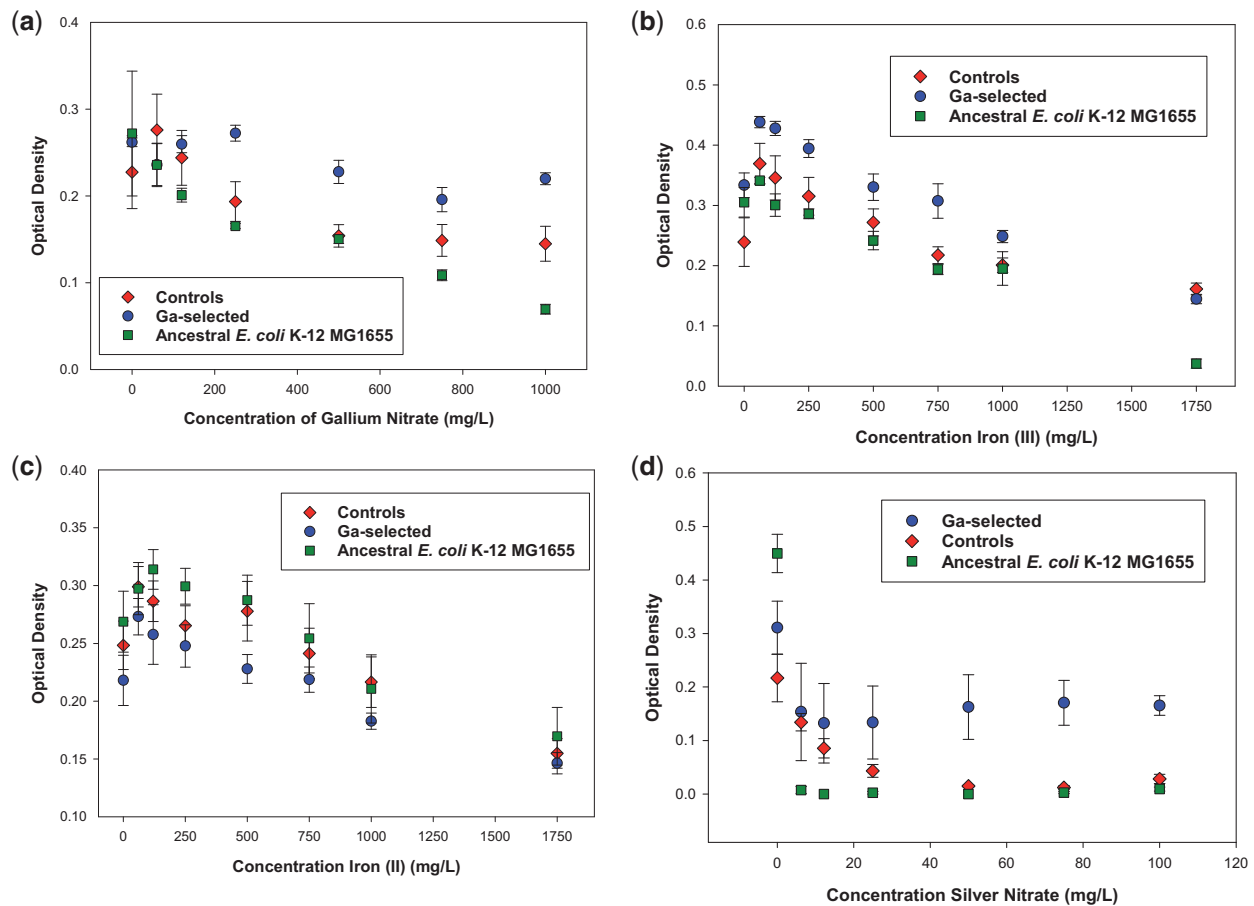 (a)
0.4
0.3
0.2
0.1
0.0
Optical Density
Controls
Ga-selected
Ancestral E. coli K-12 MG1655
0 200 400 600 800 1000
Concentration of Gallium Nitrate (mg/L)
(b)
0.6
0.5
0.4
0.3
0.2
0.1
0.0
Optical Density
Controls
Ga-selected
Ancestral E. coli K-12 MG1655
0 250 500 750 1000 1250 1500 1750
Concentration Iron (III) (mg/L)
(c)
0.40
0.35
0.30
0.25
0.20
0.15
0.10
Optical Density
Controls
Ga-selected
Ancestral E. coli K-12 MG1655
0 250 500 750 1000 1250 1500 1750
Concentration Iron (II) (mg/L)
(d)
0.6
0.5
0.4
0.3
0.2
0.1
0.0
Optical Density
Ga-selected
Controls
Ancestral E. coli K-12 MG1655
0 20 40 60 80 100 120
Concentration Silver Nitrate (mg/L)